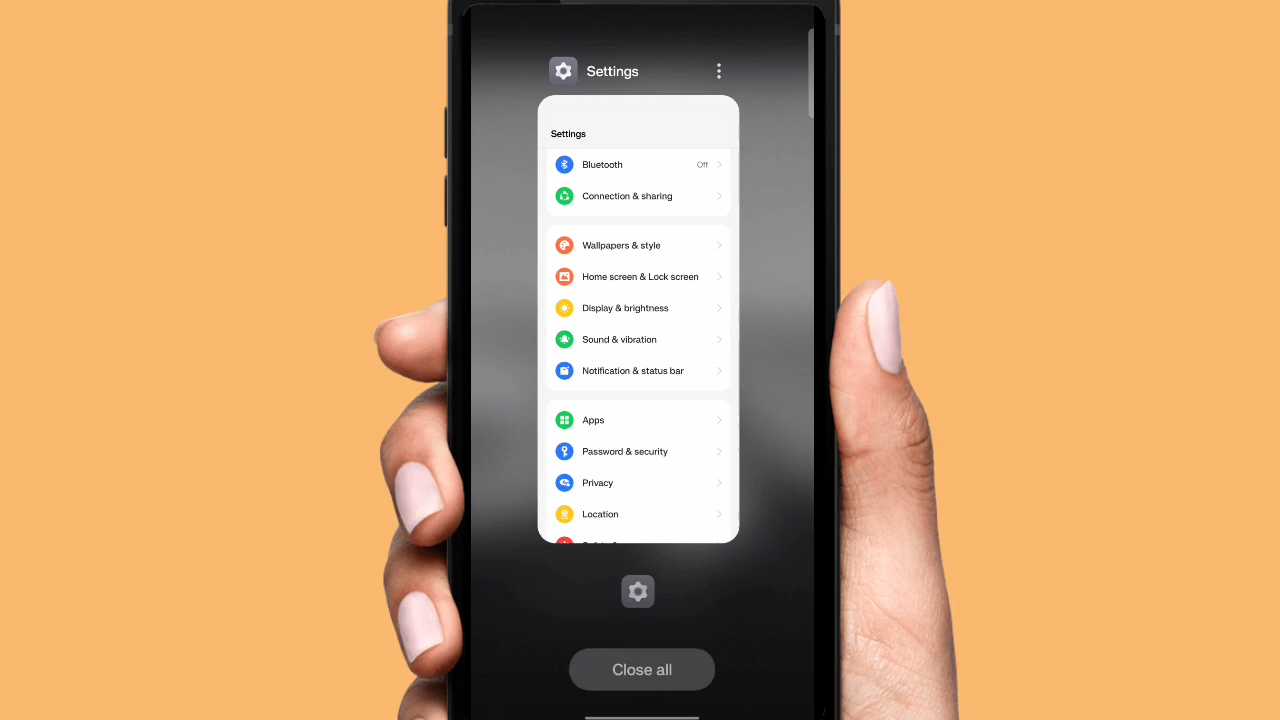 Settings
Settings
Bluetooth Off
Connection & sharing
Wallpapers & style
Home screen & Lock screen
Display & brightness
Sound & vibration
Notification & status bar
Apps
Password & security
Privacy
Location
Close all